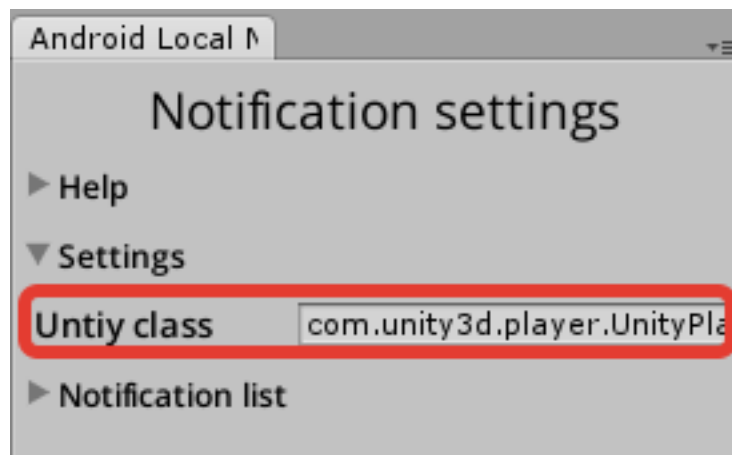 Android Local N
Notification settings
Help
Settings
Untiy class com.unity3d.player.UnityPla
Notification list